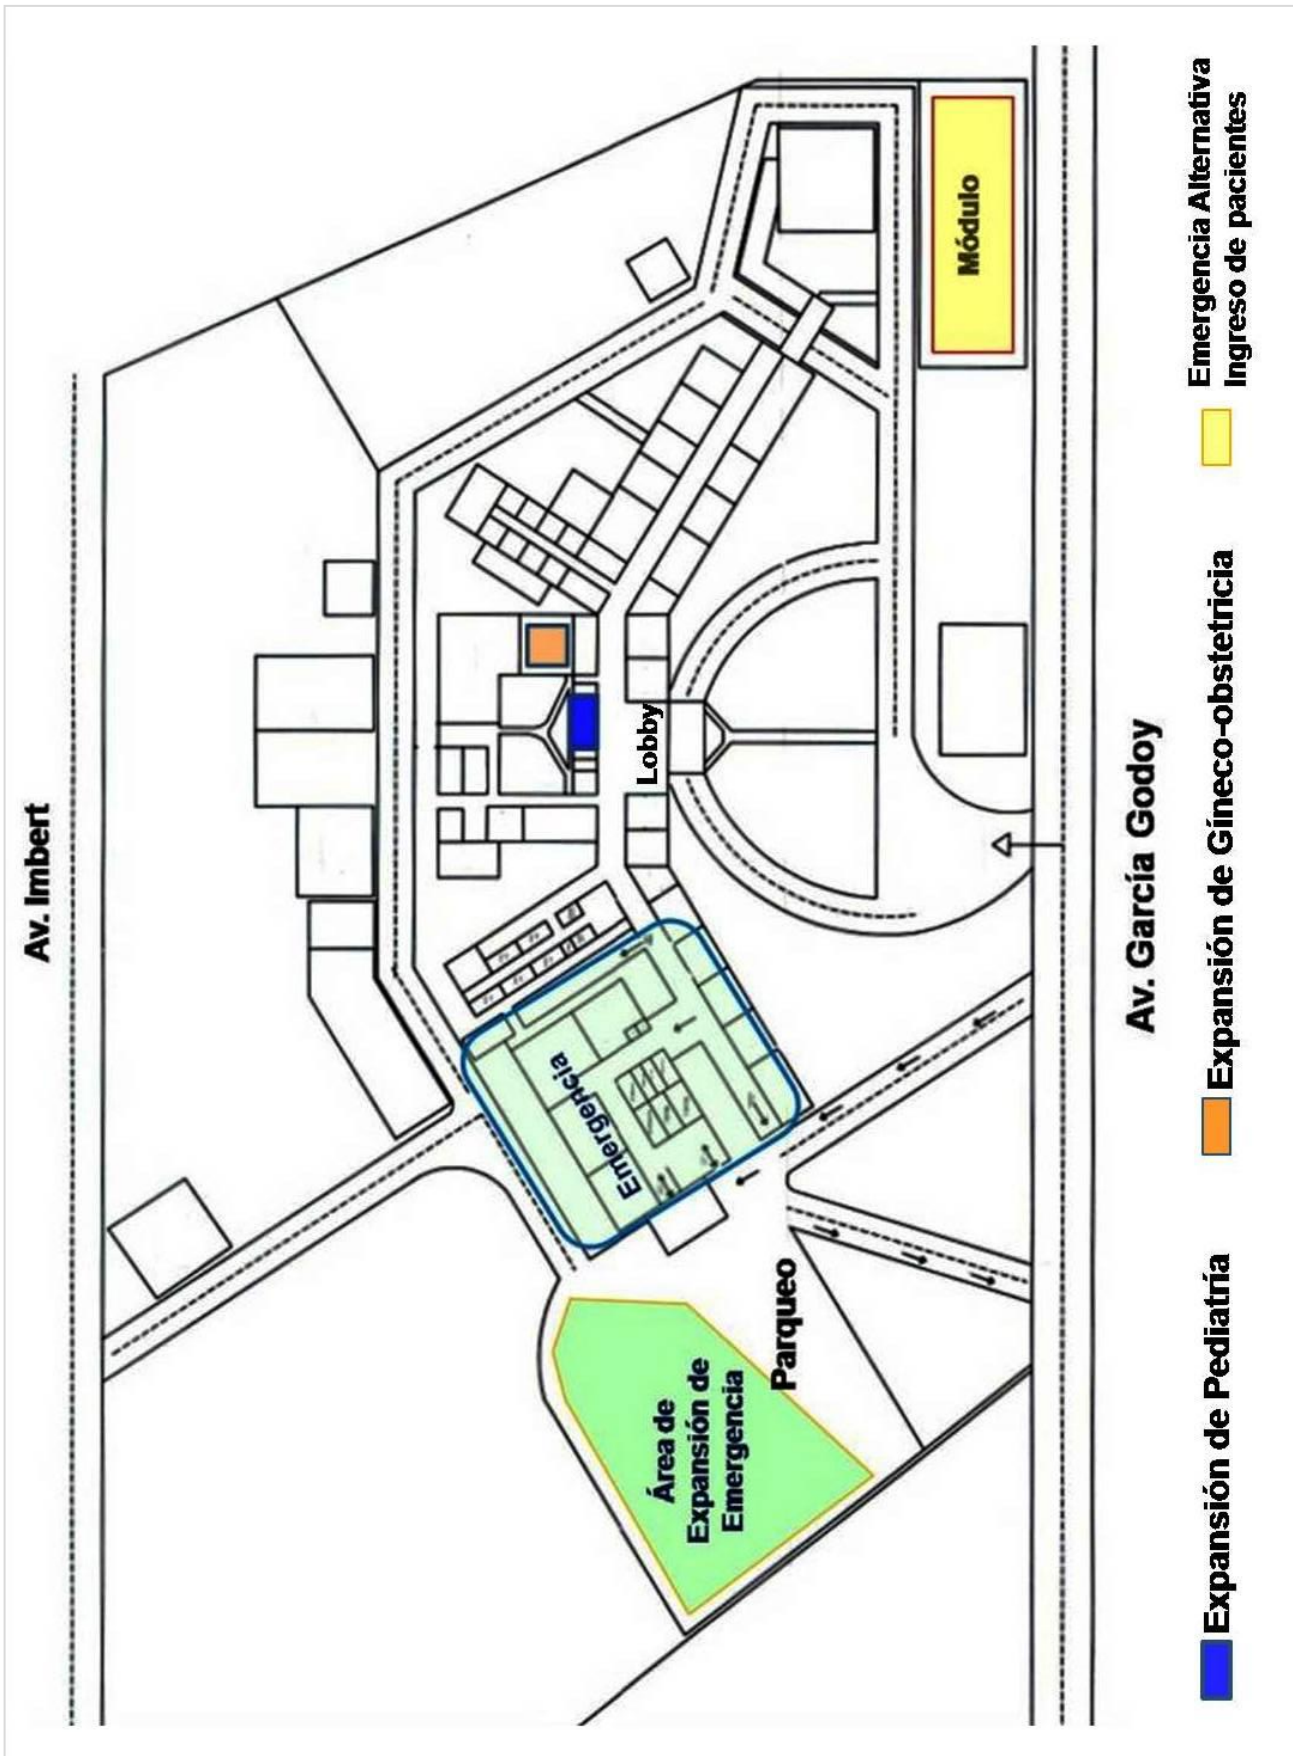 Av. Imbert
Módulo
Lobby
Emergencia
Área de
Expansión de
Emergencia
Parqueo
Av. García Godoy
Expansión de Pediatría
Expansión de Gíneco-obstetricia
Emergencia Alternativa
Ingreso de pacientes